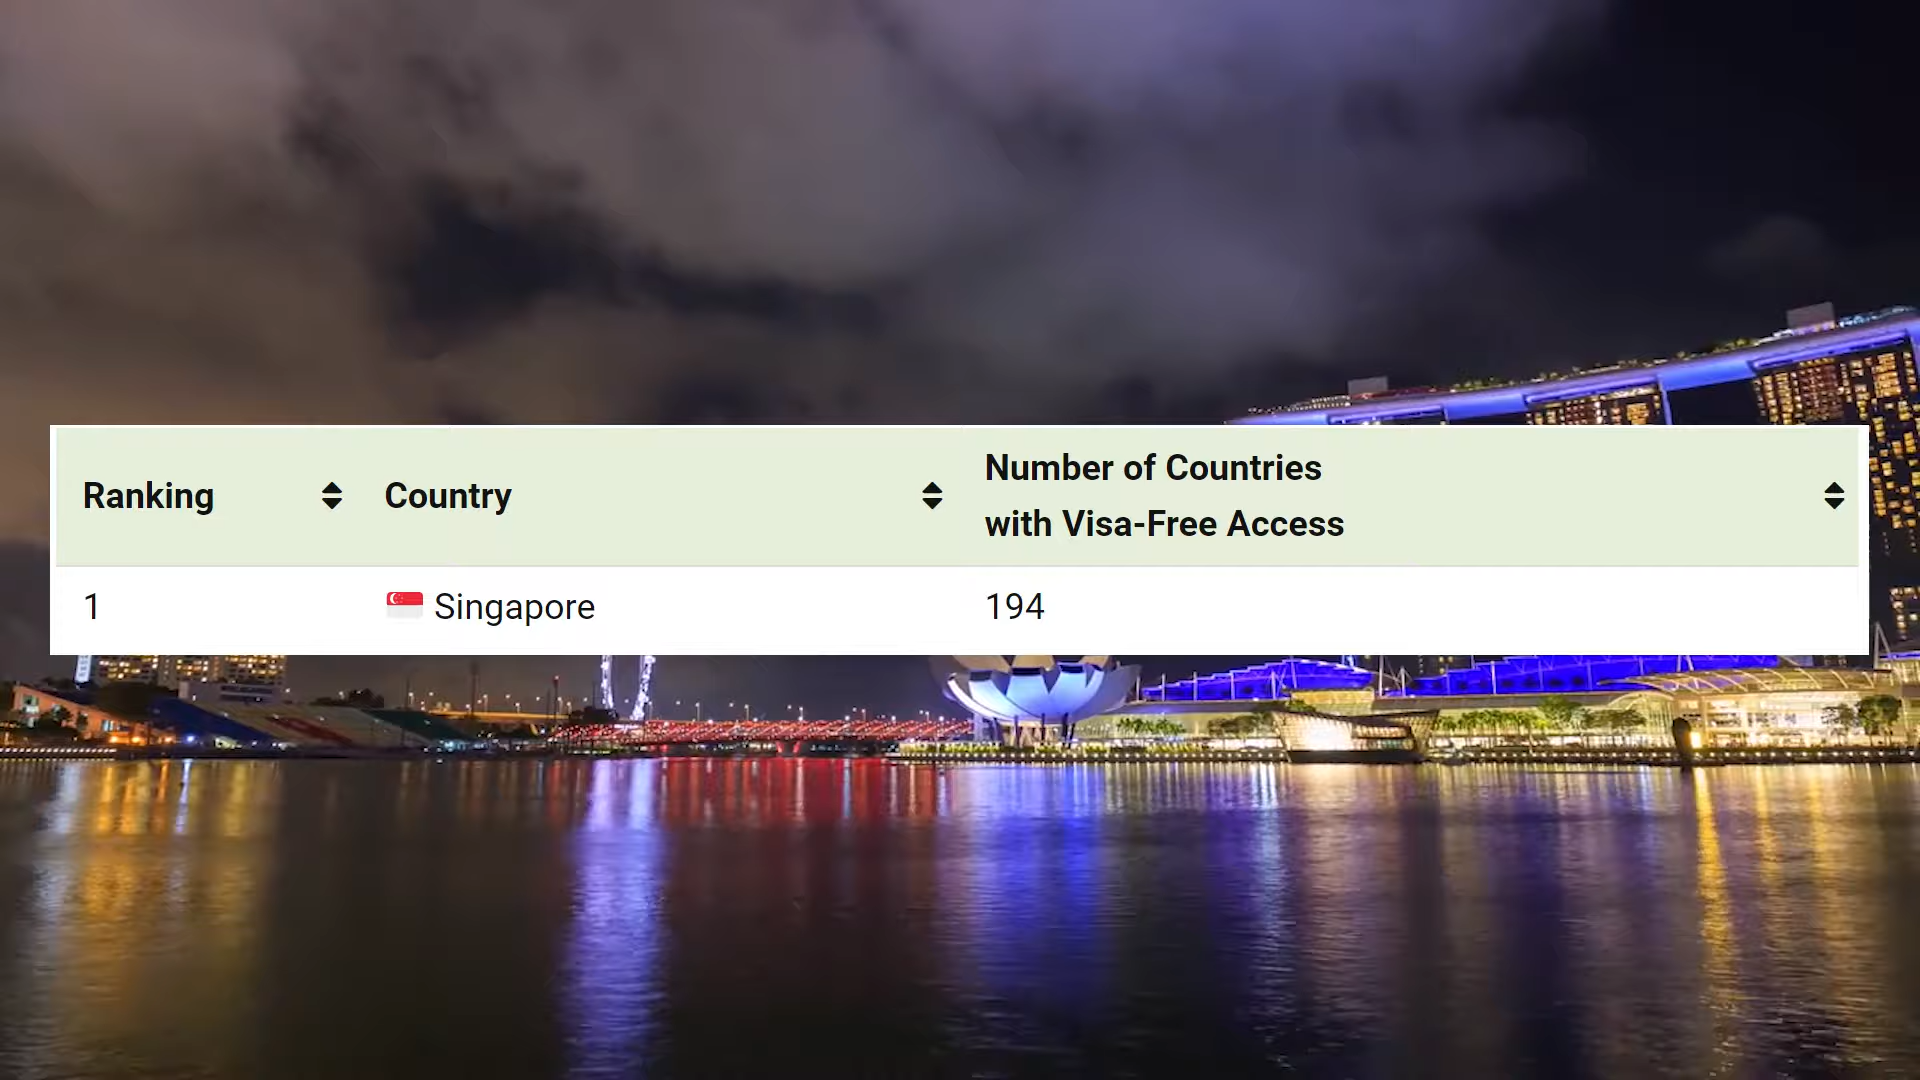 Ranking
Country
Number of Countries
with Visa-Free Access
1
Singapore
194